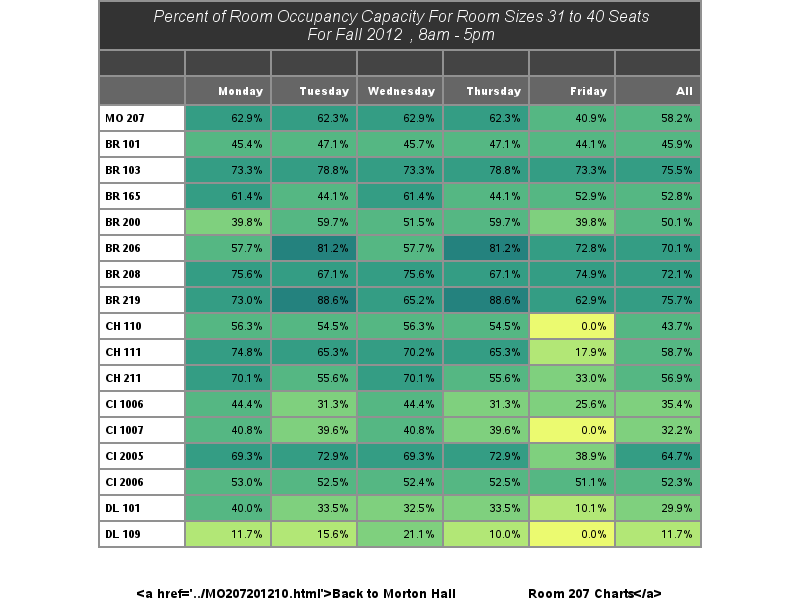 Percent of Room Occupancy Capacity For Room Sizes 31 to 40 Seats
For Fall 2012 , 8am - 5pm
Monday Tuesday Wednesday Thursday Friday All
MO 207 62.9% 62.3% 62.9% 62.3% 40.9% 58.2%
BR 101 45.4% 47.1% 45.7% 47.1% 44.1% 45.9%
BR 103 73.3% 78.8% 73.3% 78.8% 73.3% 75.5%
BR 165 61.4% 44.1% 61.4% 44.1% 52.9% 52.8%
BR 200 39.8% 59.7% 51.5% 59.7% 39.8% 50.1%
BR 206 57.7% 81.2% 57.7% 81.2% 72.8% 70.1%
BR 208 75.6% 67.1% 75.6% 67.1% 74.9% 72.1%
BR 219 73.0% 88.6% 65.2% 88.6% 62.9% 75.7%
CH 110 56.3% 54.5% 56.3% 54.5% 0.0% 43.7%
CH 111 74.8% 65.3% 70.2% 65.3% 17.9% 58.7%
CH 211 70.1% 55.6% 70.1% 55.6% 33.0% 56.9%
CI 1006 44.4% 31.3% 44.4% 31.3% 25.6% 35.4%
CI 1007 40.8% 39.6% 40.8% 39.6% 0.0% 32.2%
CI 2005 69.3% 72.9% 69.3% 72.9% 38.9% 64.7%
CI 2006 53.0% 52.5% 52.4% 52.5% 51.1% 52.3%
DL 101 40.0% 33.5% 32.5% 33.5% 10.1% 29.9%
DL 109 11.7% 15.6% 21.1% 10.0% 0.0% 11.7%
<a href='../MO207201210.html'>Back to Morton Hall Room 207 Charts</a>